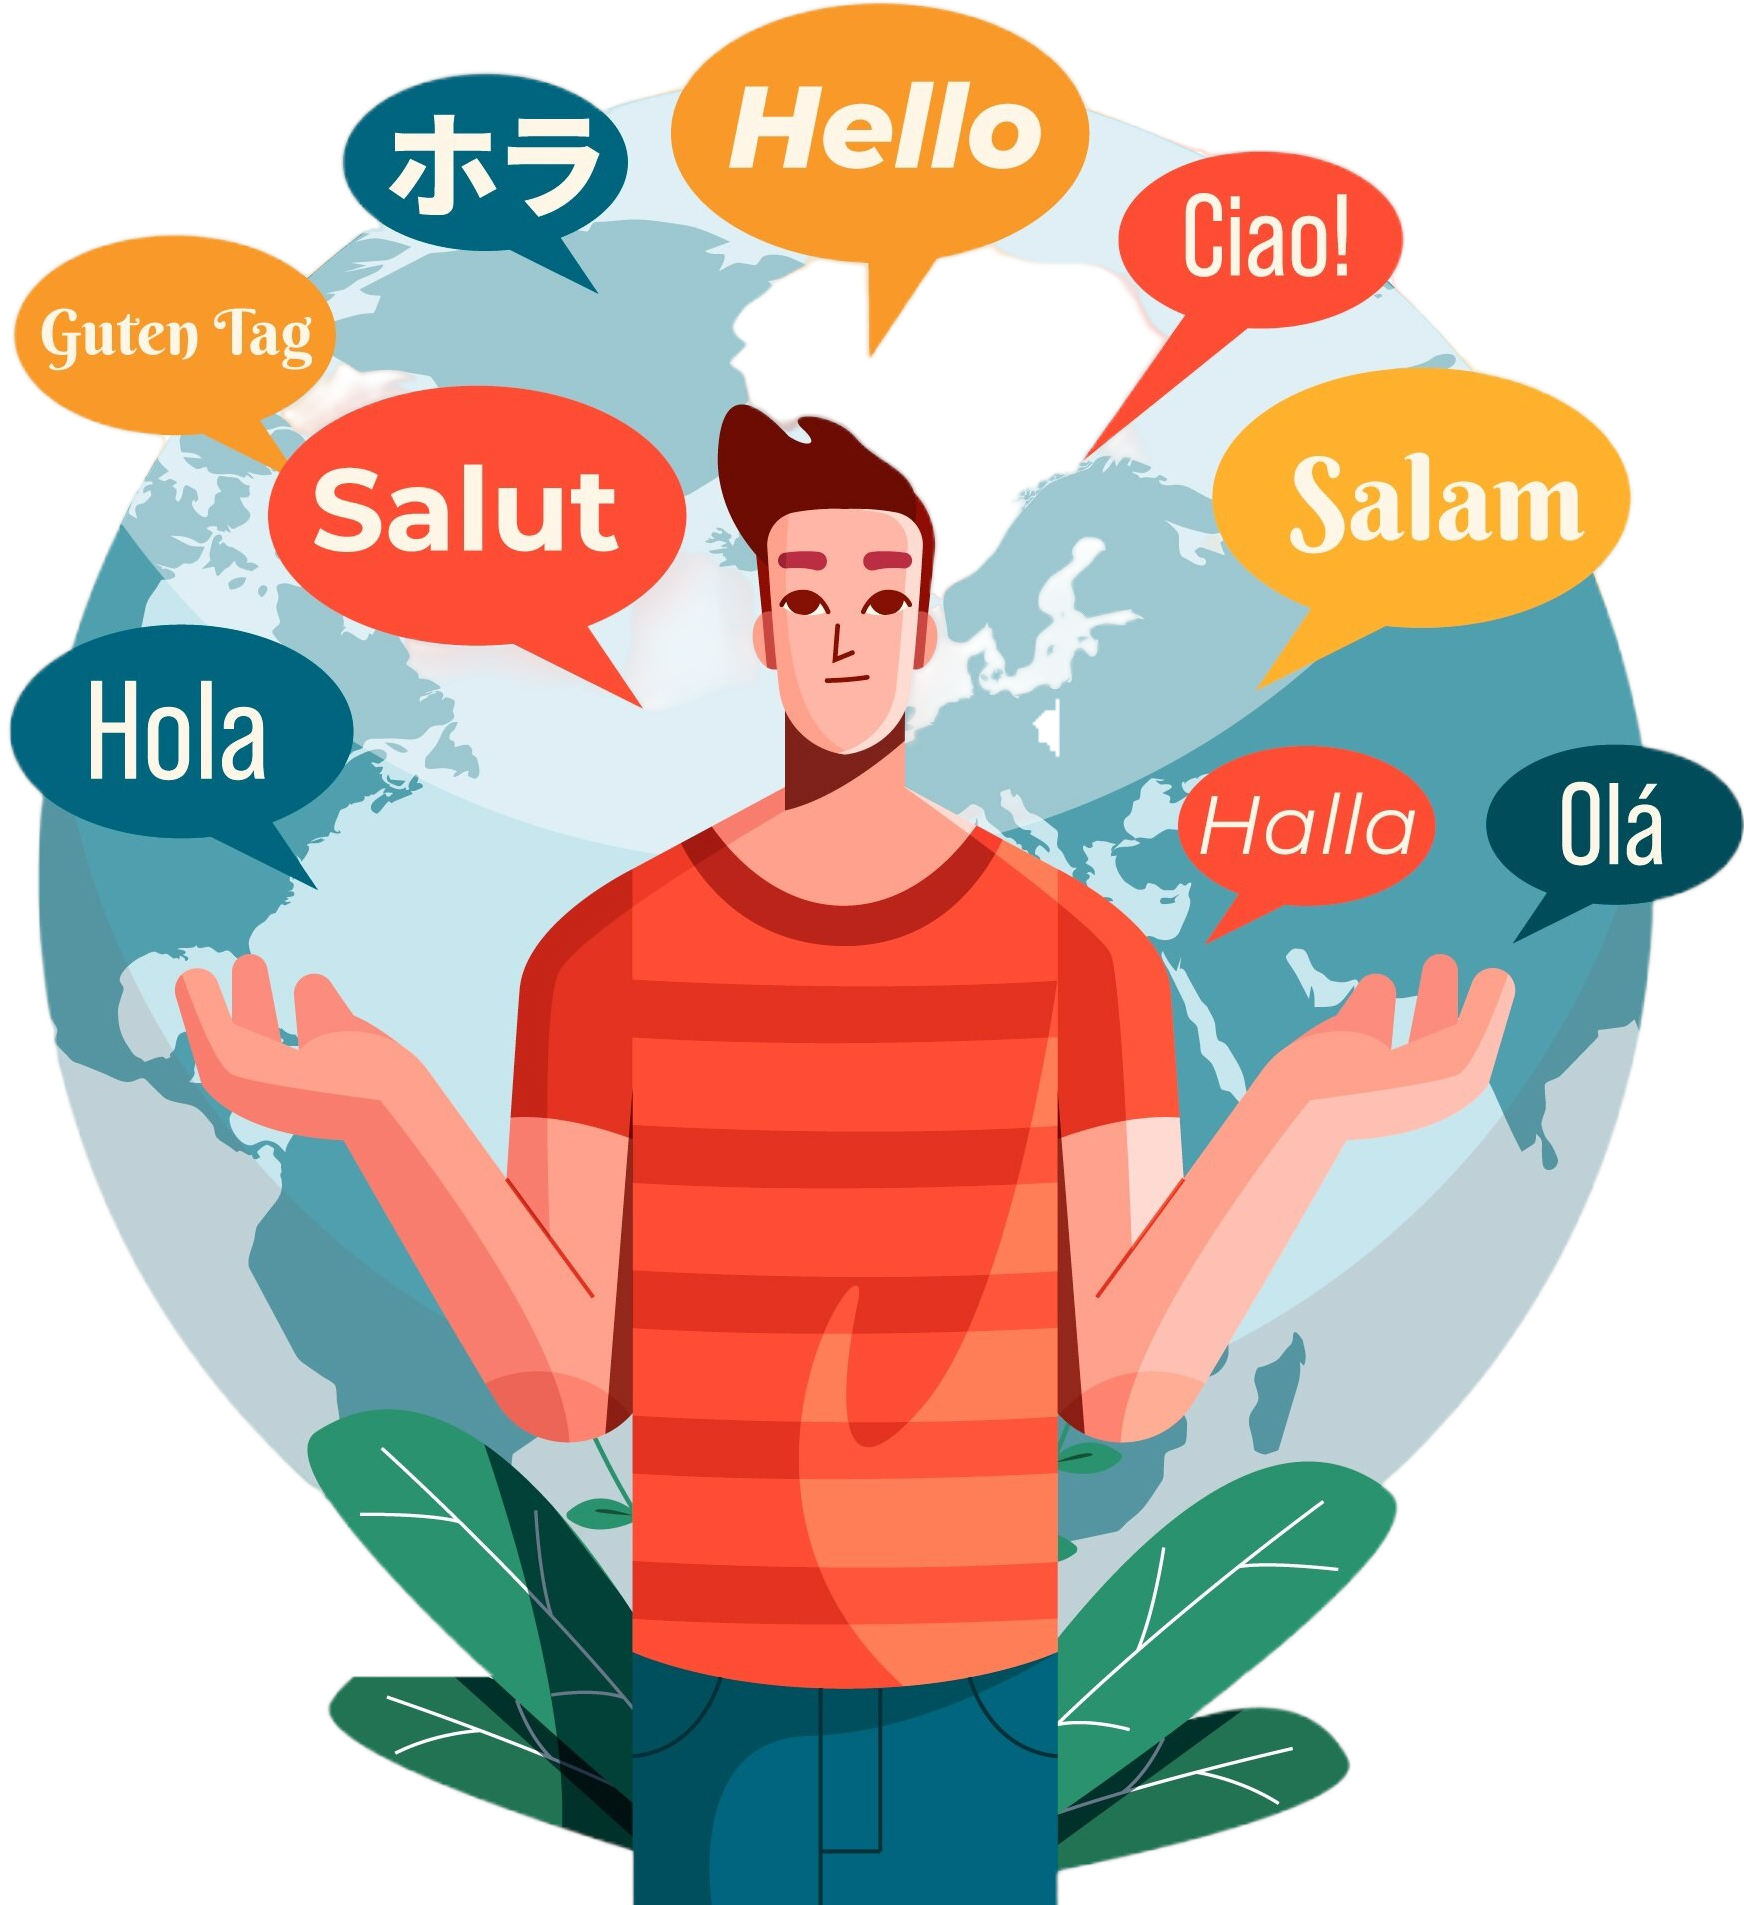 Hello
ホラ
Ciao!
Guten Tag
Salut
Salam
Hola
Halla
Olá